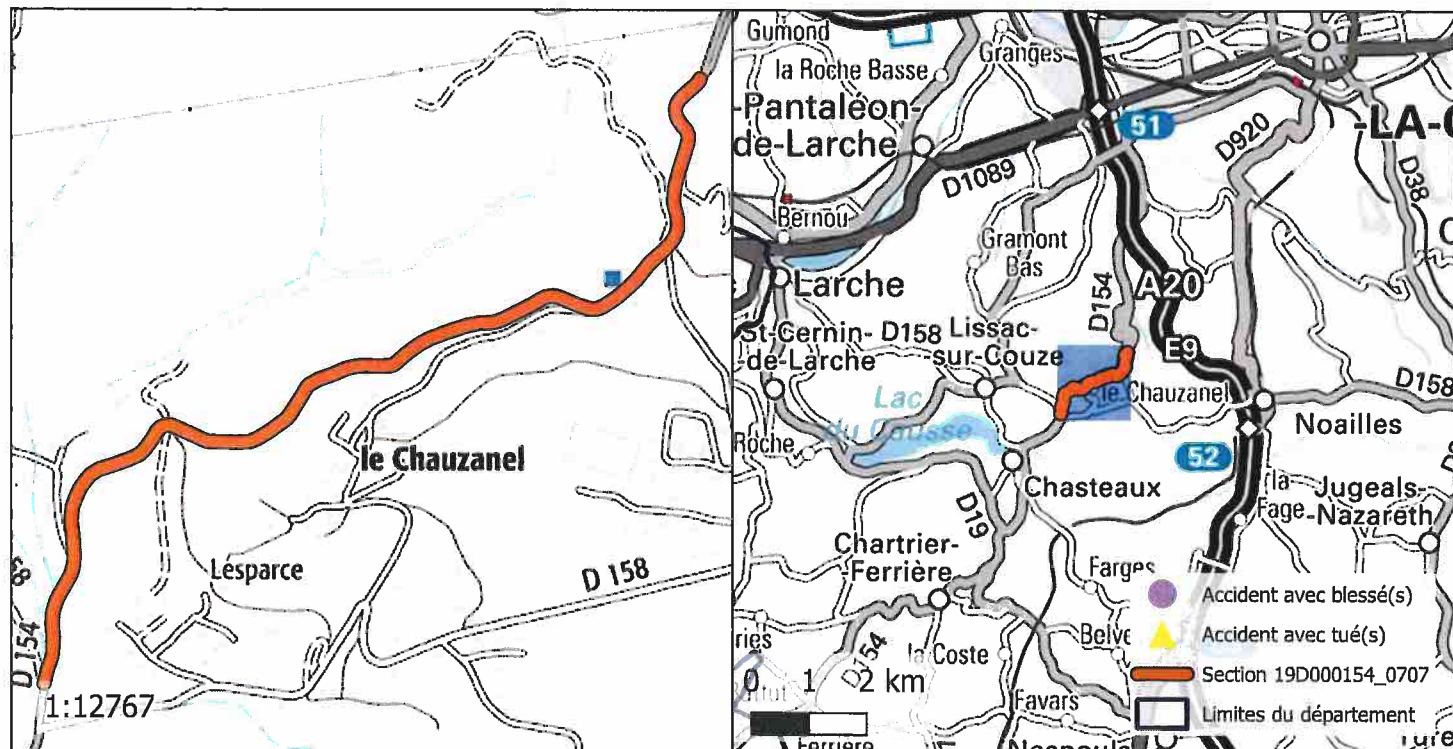 le Chauzanel
Lesparce
D 158
D 154
1:12767
Gumond
Granges
la Roche Basse
-Pantaléon-
de-Larche
51
-LA-
D920
D38
D1089
Bernou
Gramont
Bas
Larche
D154
A20
E9
St-Cernin-
-de-Larche
D158
Lissac-
-sur-Couze
le Chauzanel
D158
Lac
du Causse
Roche
Noailles
52
Chasteaux
la
Fage
Jugeals-
-Nazareth
D19
Chartrier-
-Ferrière
Farges
D154
la Coste
Favars
0 1 2 km
Accident avec blessé(s)
Accident avec tué(s)
Section 19D000154_0707
Limites du département